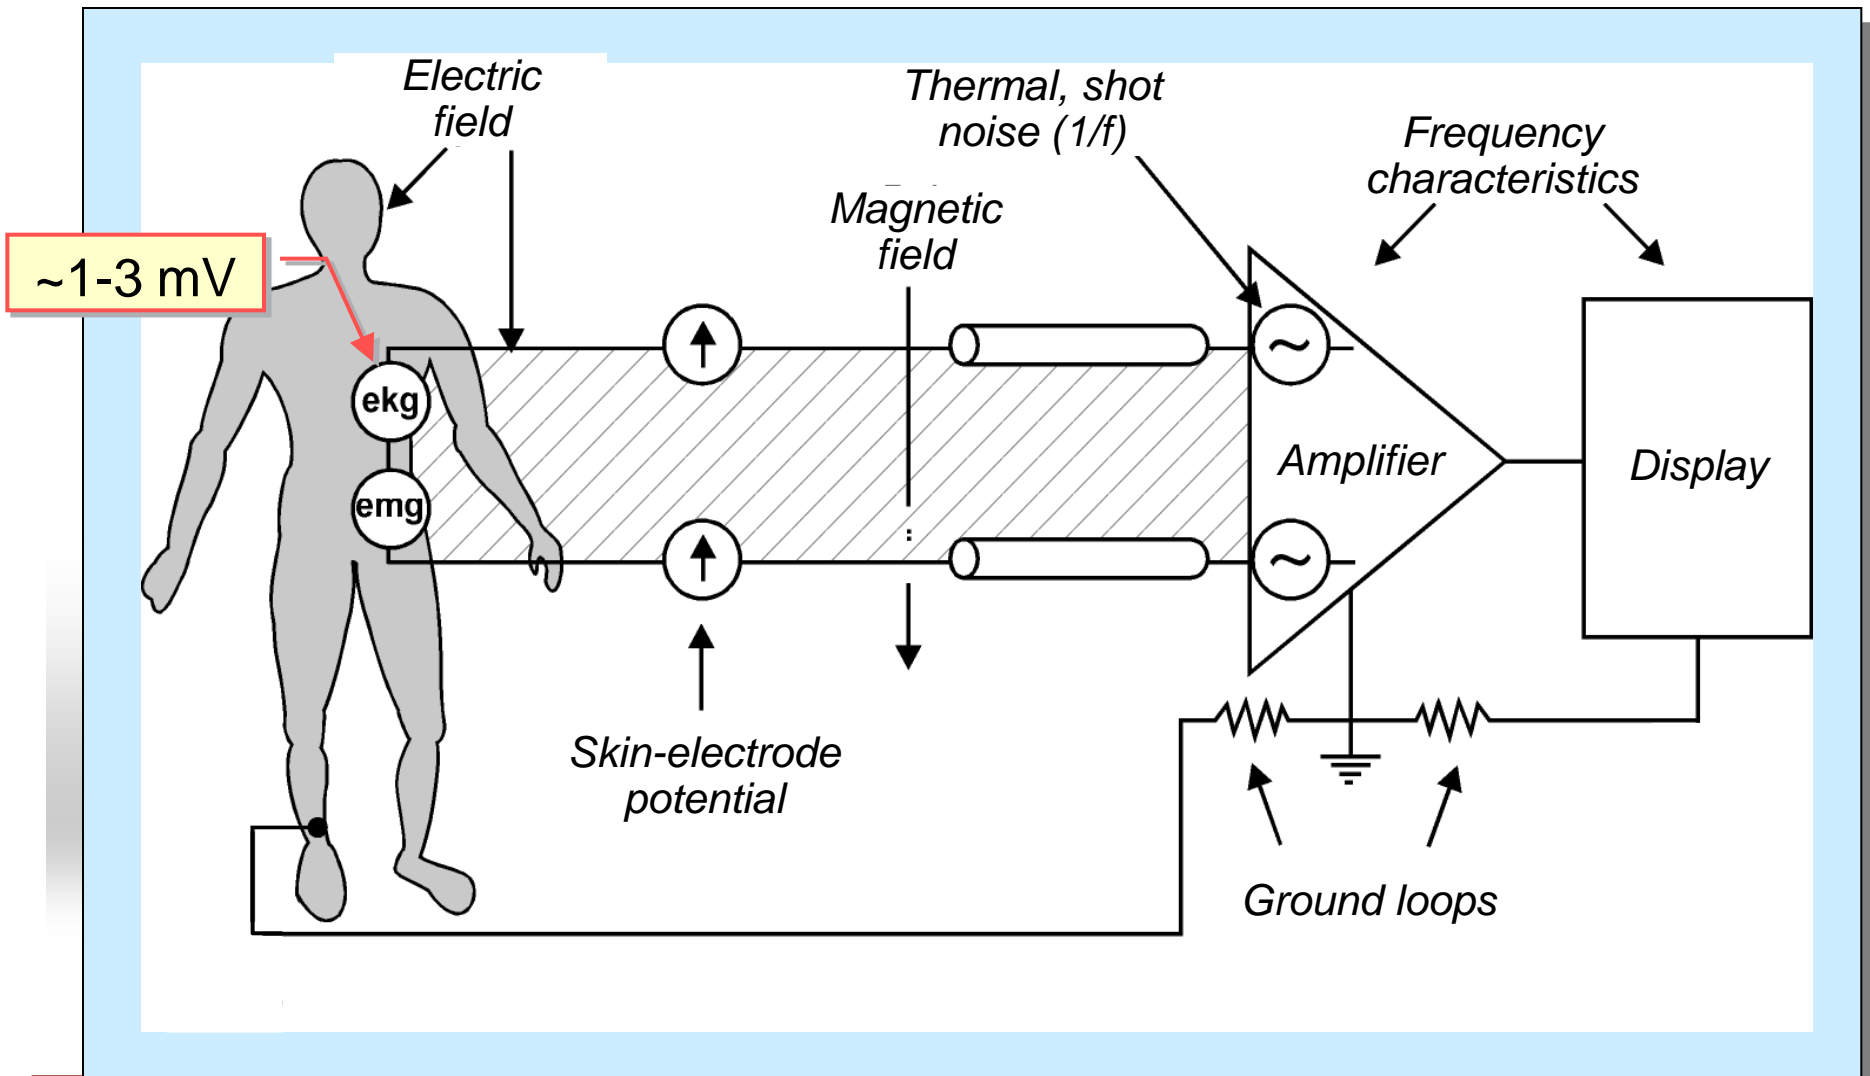 Electric
field
Thermal, shot
noise (1/f)
Frequency
characteristics
Magnetic
field
~1-3 mV
ekg
emg
Amplifier
Display
Skin-electrode
potential
Ground loops